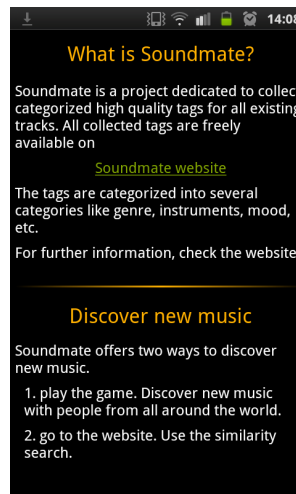 14:08
What is Soundmate?
Soundmate is a project dedicated to collec
categorized high quality tags for all existing
tracks. All collected tags are freely
available on
Soundmate website
The tags are categorized into several
categories like genre, instruments, mood,
etc.
For further information, check the website
Discover new music
Soundmate offers two ways to discover
new music.
1. play the game. Discover new music
with people from all around the world.
2. go to the website. Use the similarity
search.